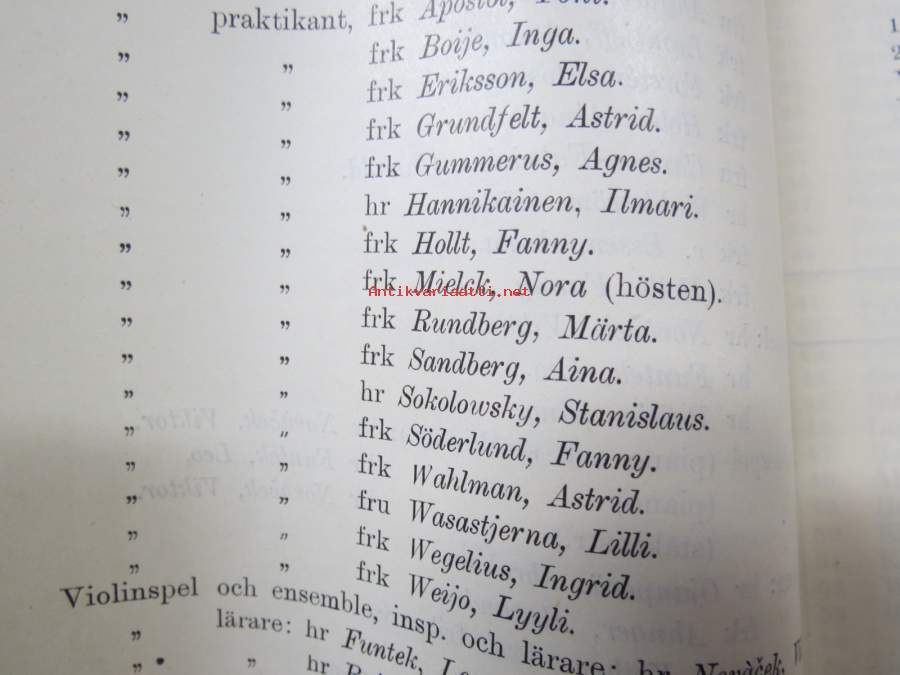 „ praktikant, frk Apostol,
„ „ frk Boije, Inga.
„ „ frk Eriksson, Elsa.
„ „ frk Grundfelt, Astrid.
„ „ frk Gummerus, Agnes.
„ „ hr Hannikainen, Ilmari.
„ „ frk Hollt, Fanny.
„ „ frk Mielck, Nora (hösten).
Antikvariaatti.net
„ „ frk Rundberg, Märta.
„ „ frk Sandberg, Aina.
„ „ hr Sokolowsky, Stanislaus.
„ „ frk Söderlund, Fanny.
„ „ frk Wahlman, Astrid.
„ „ fru Wasastjerna, Lilli.
„ „ frk Wegelius, Ingrid.
„ „ frk Weijo, Lyyli.
Violinspel och ensemble, insp. och lärare: hr Novàček,
„ lärare: hr Funtek,
„ „ hr